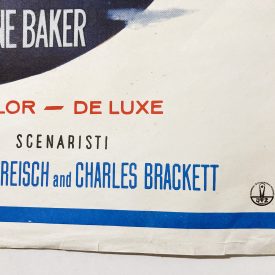 NE BAKER
LOR — DE LUXE
SCENARISTI
REISCH and CHARLES BRACKETT